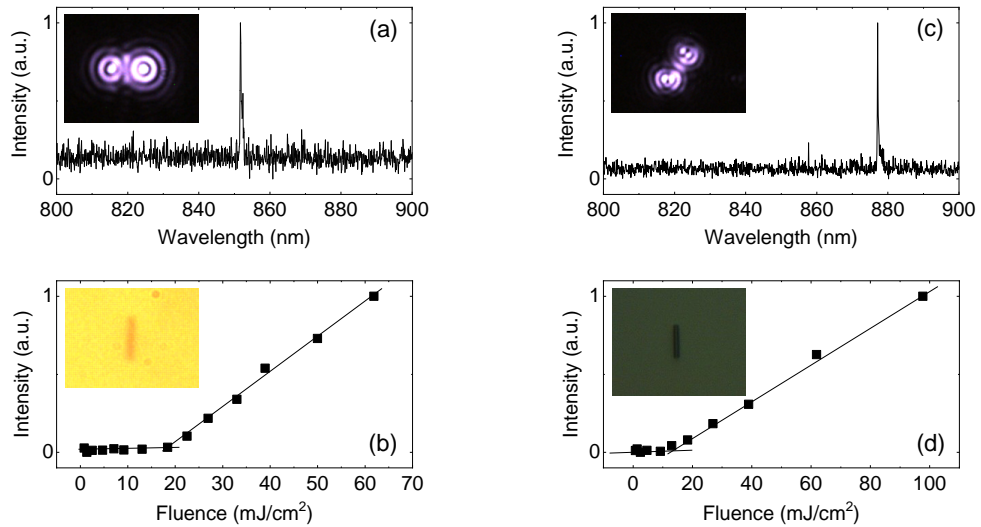 (a)
Intensity (a.u.)
1
0
800 820 840 860 880 900
Wavelength (nm)
(c)
Intensity (a.u.)
1
0
800 820 840 860 880 900
Wavelength (nm)
(b)
Intensity (a.u.)
1
0
0 10 20 30 40 50 60 70
Fluence (mJ/cm²)
(d)
Intensity (a.u.)
1
0
0 20 40 60 80 100
Fluence (mJ/cm²)